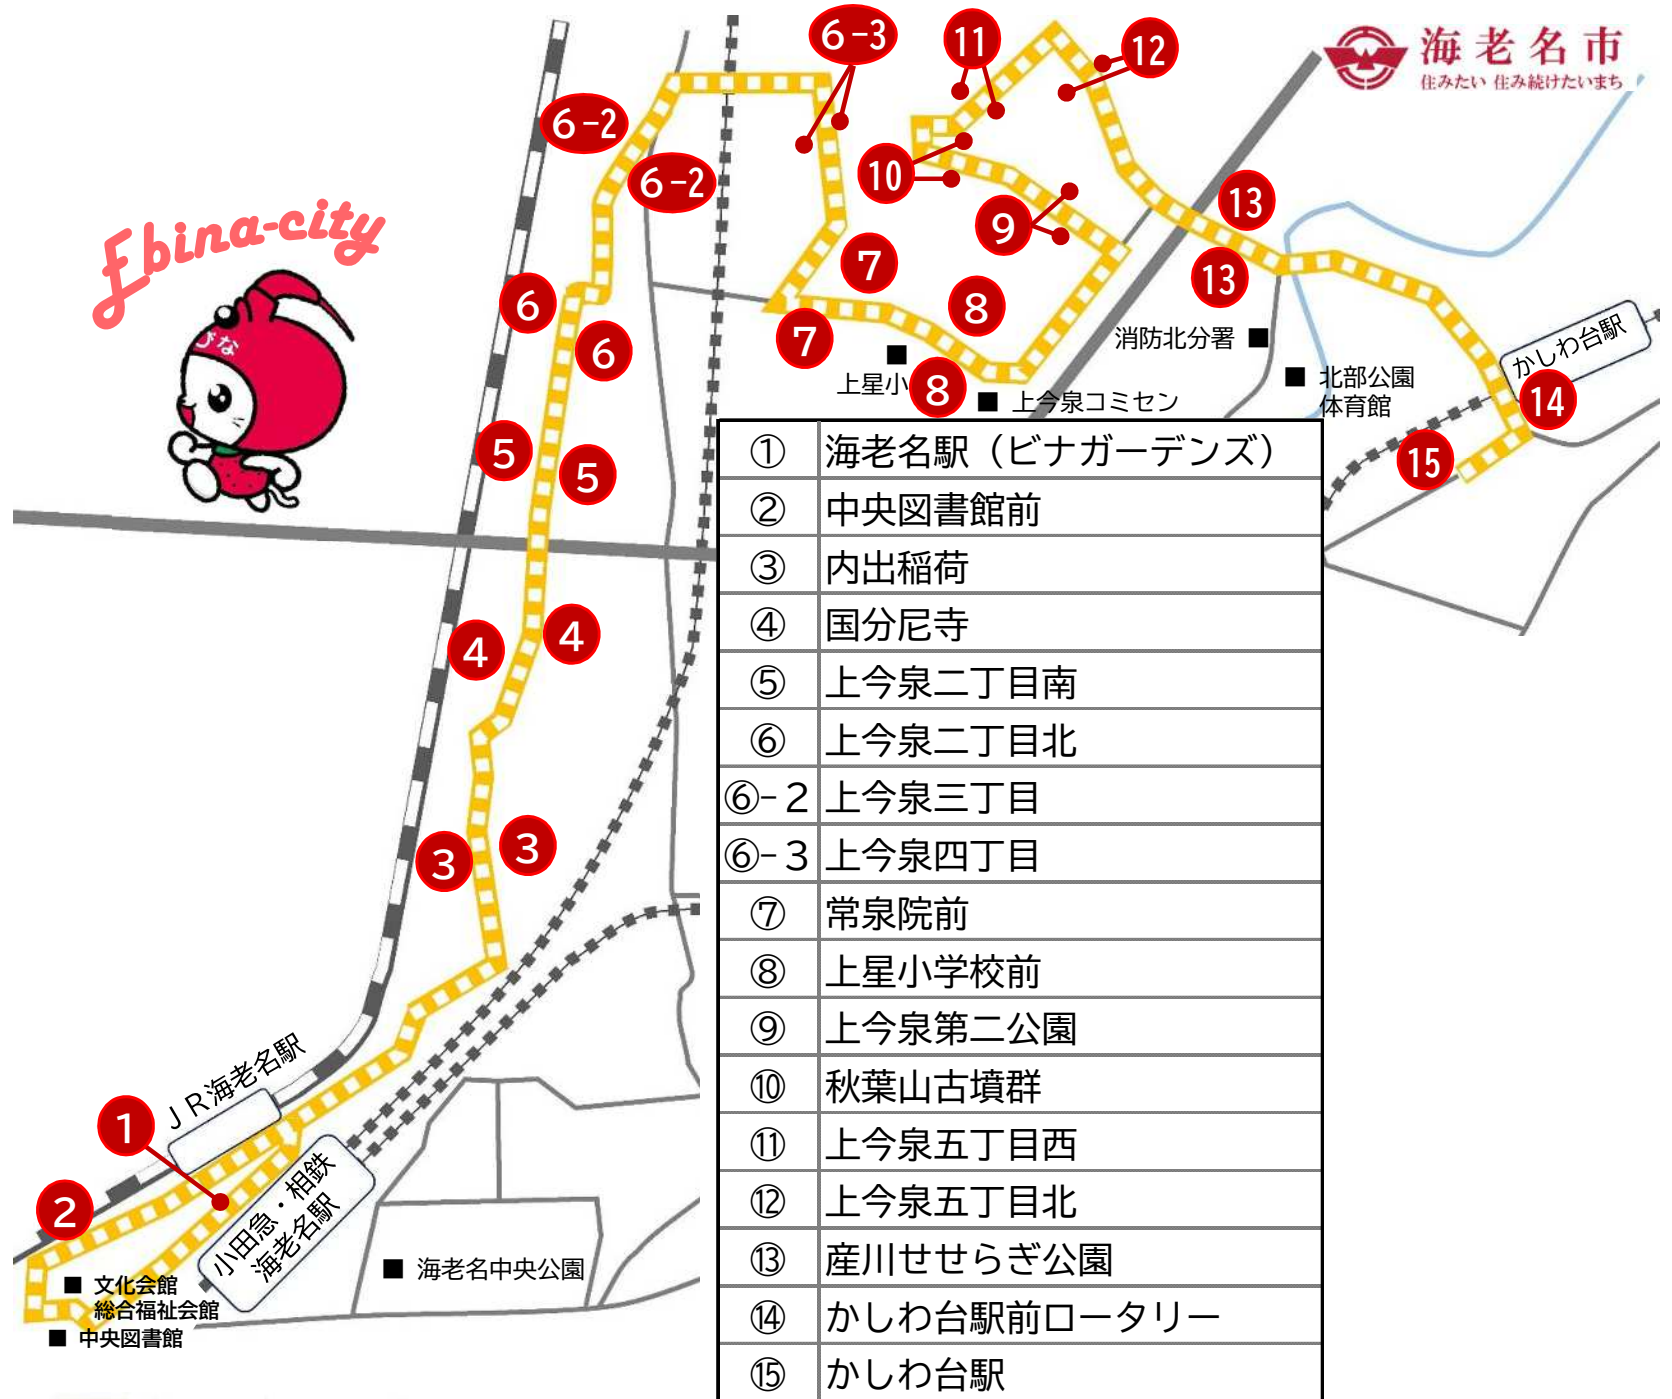 海老名市
住みたい 住み続けたいまち
Ebina-city
びな
6-3
11
12
6-2
6-2
10
13
9
7
13
6
8
7
6
消防北分署
かしわ台駅
上星小
8
上今泉コミセン
北部公園
体育館
14
15
5
5
4
4
3
3
ＪＲ海老名駅
1
2
小田急・相鉄
海老名駅
海老名中央公園
文化会館
総合福祉会館
中央図書館
① 海老名駅（ビナガーデンズ）
② 中央図書館前
③ 内出稲荷
④ 国分尼寺
⑤ 上今泉二丁目南
⑥ 上今泉二丁目北
⑥-2 上今泉三丁目
⑥-3 上今泉四丁目
⑦ 常泉院前
⑧ 上星小学校前
⑨ 上今泉第二公園
⑩ 秋葉山古墳群
⑪ 上今泉五丁目西
⑫ 上今泉五丁目北
⑬ 産川せせらぎ公園
⑭ かしわ台駅前ロータリー
⑮ かしわ台駅